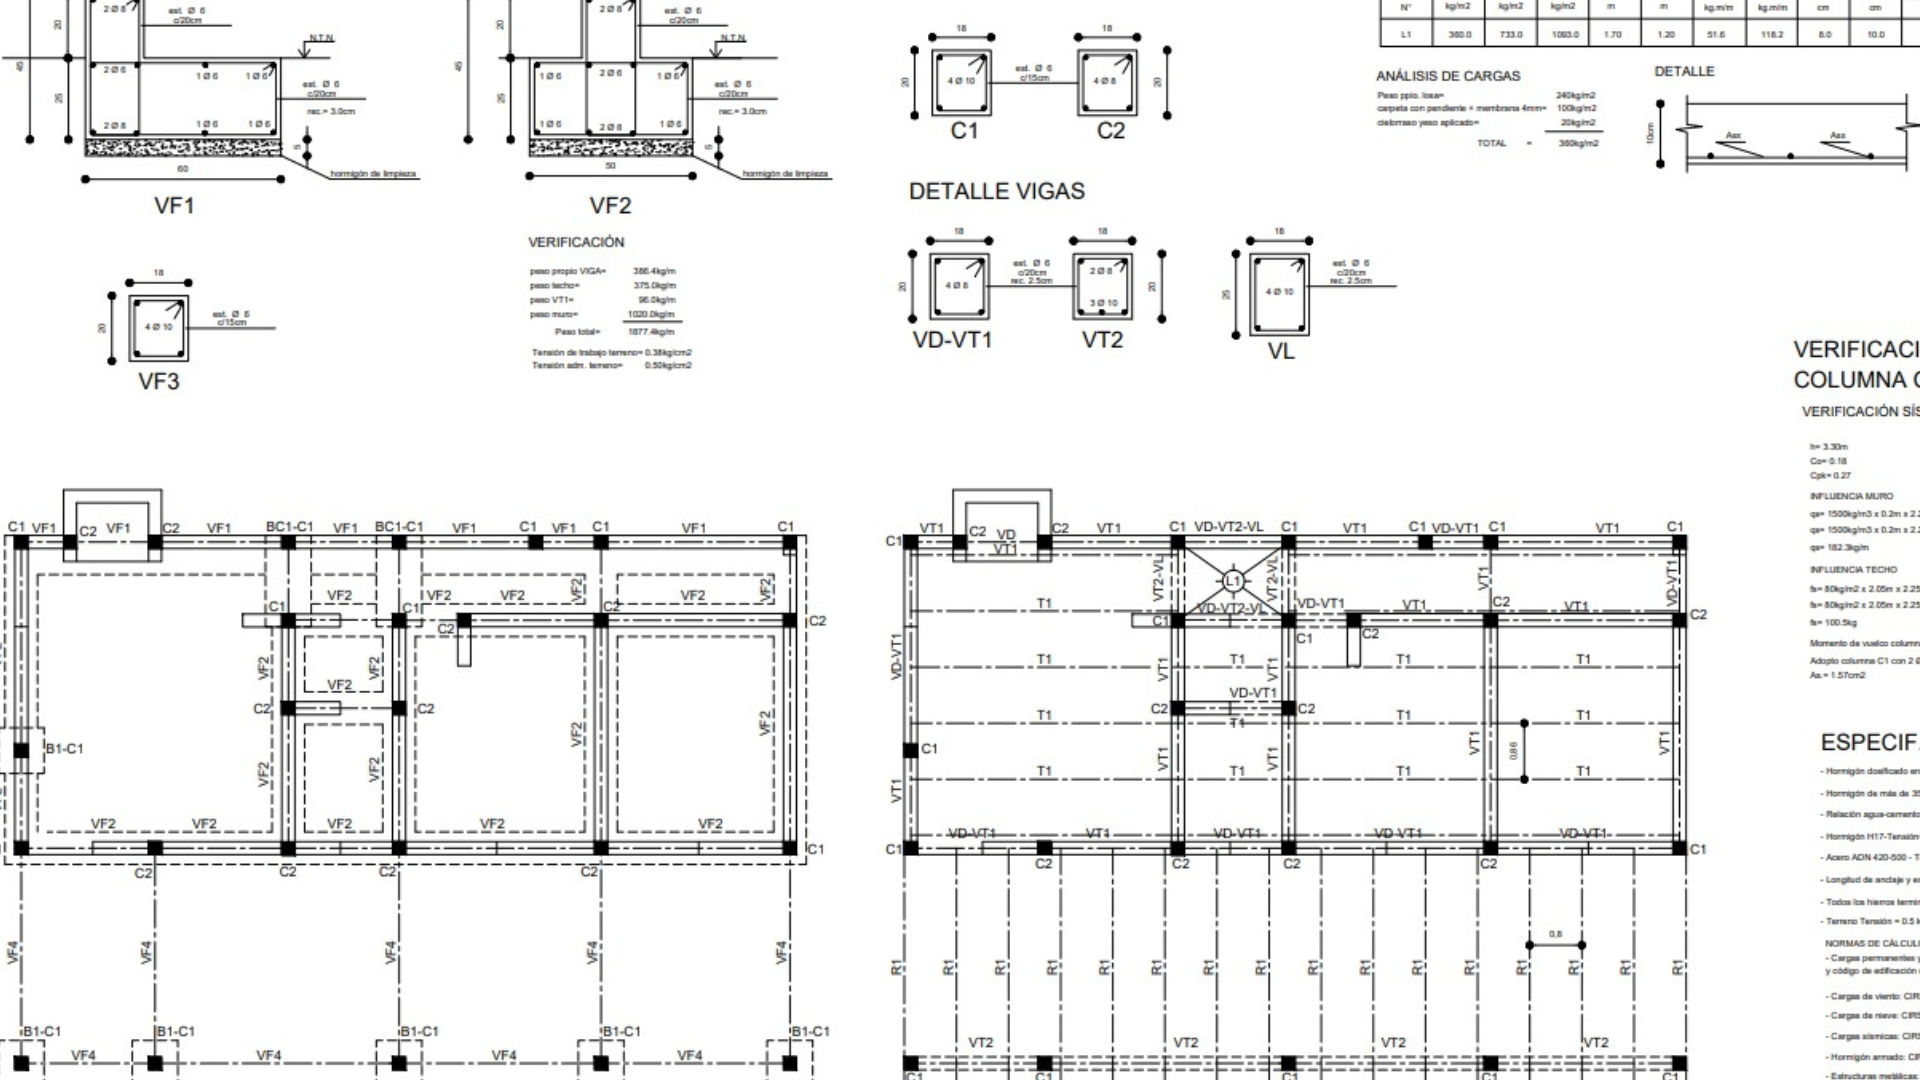 20
2 Ø 8
est. Ø 6
c/20cm
N.T.N.
45
25
2 Ø 6
1 Ø 6
1 Ø 6
est. Ø 6
c/20cm
rec.= 3.0cm
2 Ø 8
1 Ø 6
1 Ø 6
5
60
hormigón de limpieza
VF1
20
2 Ø 8
est. Ø 6
c/20cm
N.T.N.
45
25
1 Ø 6
2 Ø 6
1 Ø 6
est. Ø 6
c/20cm
rec.= 3.0cm
1 Ø 6
2 Ø 8
1 Ø 6
5
50
hormigón de limpieza
VF2
18
20
4 Ø 10
est. Ø 6
c/15cm
C1
18
20
4 Ø 8
C2
N° kg/m2 kg/m2 kg/m2 m m kg.m/m kg.m/m cm cm
L1 360.0 733.0 1093.0 1.70 1.20 51.6 118.2 8.0 10.0
ANÁLISIS DE CARGAS
Peso ppio. losa= 240kg/m2
carpeta con pendiente + membrana 4mm= 100kg/m2
cielorraso yeso aplicado= 20kg/m2
TOTAL = 360kg/m2
DETALLE
10cm
Asx
Asx
18
20
4 Ø 10
est. Ø 6
c/15cm
VF3
VERIFICACIÓN
peso propio VIGA= 386.4kg/m
peso techo= 375.0kg/m
peso VT1= 96.0kg/m
peso muro= 1020.0kg/m
Peso total= 1877.4kg/m
Tensión de trabajo terreno= 0.38kg/cm2
Tensión adm. terreno= 0.50kg/cm2
DETALLE VIGAS
18
20
4 Ø 8
est. Ø 6
c/20cm
rec. 2.5cm
VD-VT1
18
20
2 Ø 8
3 Ø 10
VT2
18
25
4 Ø 10
est. Ø 6
c/20cm
rec. 2.5cm
VL
VERIFICACI
COLUMNA
VERIFICACIÓN SÍS
h= 3.30m
Co= 0.18
Cpk= 0.27
INFLUENCIA MURO
qs= 1500kg/m3 x 0.2m x 2.2
qs= 1500kg/m3 x 0.2m x 2.2
qs= 182.3kg/m
INFLUENCIA TECHO
fs= 80kg/m2 x 2.05m x 2.25
fs= 80kg/m2 x 2.05m x 2.25
fs= 100.5kg
Momento de vuelco column
Adopto columna C1 con 2 Ø
As.= 1.57cm2
ESPECIF
- Hormigón dosificado en
- Hormigón de más de 35
- Relación agua-cemento
- Hormigón H17-Tensión
- Acero ADN 420-500 - T
- Longitud de anclaje y e
- Todos los hierros termin
- Terreno Tensión = 0.5 k
NORMAS DE CÁLCUL
- Cargas permanentes y
y código de edificación
- Cargas de viento: CIRS
- Cargas de nieve: CIRS
- Cargas sísmicas: CIR
- Hormigón armado: CIR
- Estructuras metálicas:
C1 VF1 C2 VF1 C2 VF1 BC1-C1 VF1 BC1-C1 VF1 C1 VF1 C1 VF1 C1
VF2 VF2 VF2 VF2
VF2
VF2
C1 C1 C2 C2 C2
VF2 VF2
VF2
C2 C2
VF2 VF2
B1-C1
VF2 VF2
VF2 VF2 VF2 VF2 VF2
C1
C2 C2 C2 C2
VF4 VF4 VF4 VF4 VF4
B1-C1 B1-C1 B1-C1 B1-C1 B1-C1
VF4 VF4 VF4 VF4
VT1 C2 VD C2 VT1 C1 VD-VT2-VL C1 VT1 C1 VD-VT1 C1 VT1 C1
C1 VT1
VT2-VL L1 VT2-VL VT1 VD-VT1
T1 VD-VT2-VL VD-VT1 VT1 C2 VT1 C2
C1 C1 C2
VD-VT1
T1 VT1 T1 VT1 T1 T1
VD-VT1
C2 C2
T1 T1 T1 T1
C1 VT1 VT1 VT1 VT1
0.86
VT1 T1 T1 T1 T1
VD-VT1 VT1 VD-VT1 VD-VT1 VD-VT1
C1 C1
C2 C2 C2 C2
0,8
R1 R1 R1 R1 R1 R1 R1 R1 R1 R1 R1 R1 R1 R1 R1 R1
VT2 VT2 VT2 VT2
C1 C1 C1 C1 C1